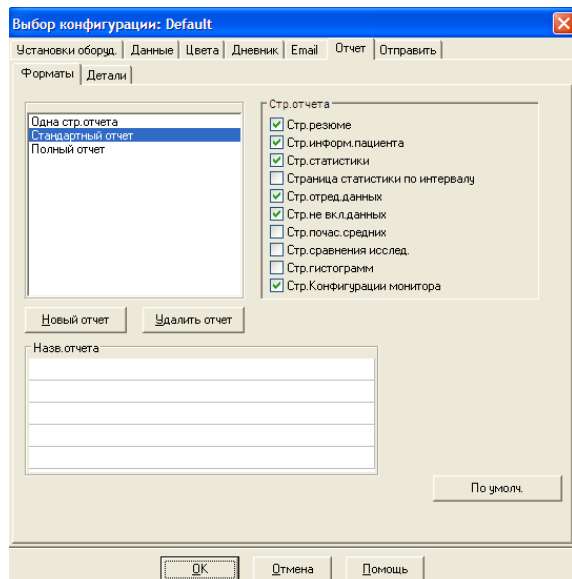 Выбор конфигурации: Default
Установки оборуд. Данные Цвета Дневник Email Отчет Отправить
Форматы Детали
Стр.отчета
Одна стр.отчета
Стандартный отчет
Полный отчет
Стр.резюме
Стр.информ.пациента
Стр.статистики
Страница статистики по интервалу
Стр.отред.данных
Стр.не вкл.данных
Стр.почас.средних
Стр.сравнения исслед.
Стр.гистограмм
Стр.Конфигурации монитора
Новый отчет Удалить отчет
Назв.отчета
По умолч.
OK Отмена Помощь